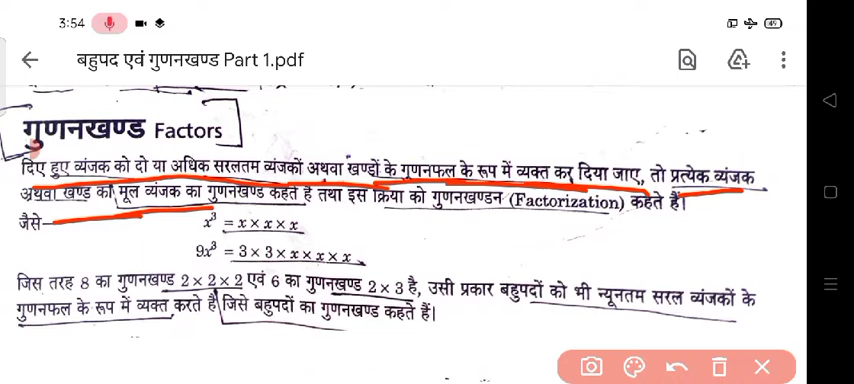 3:54
49
बहुपद एवं गुणनखण्ड Part 1.pdf
गुणनखण्ड Factors
दिए हुए व्यंजक को दो या अधिक सरलतम व्यंजकों अथवा खण्डों के गुणनफल के रूप में व्यक्त कर दिया जाए, तो प्रत्येक व्यंजक
अथवा खण्ड को मूल व्यंजक का गुणनखण्ड कहते हैं तथा इस क्रिया को गुणनखण्डन (Factorization) कहते हैं।
जैसे— x³ = x × x × x
9x³ = 3 × 3 × x × x × x
जिस तरह 8 का गुणनखण्ड 2 × 2 × 2 एवं 6 का गुणनखण्ड 2 × 3 है, उसी प्रकार बहुपदों को भी न्यूनतम सरल व्यंजकों के
गुणनफल के रूप में व्यक्त करते हैं जिसे बहुपदों का गुणनखण्ड कहते हैं।